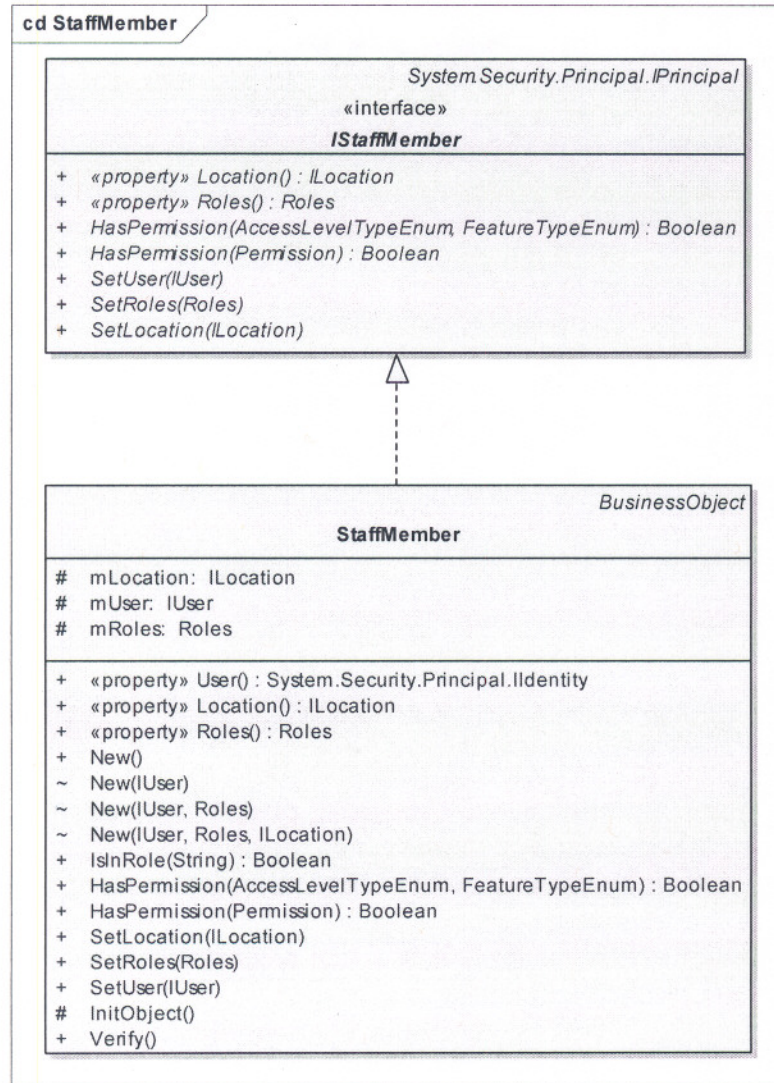 cd StaffMember
System.Security.Principal.IPrincipal
«interface»
IStaffMember
+ «property» Location() : ILocation
+ «property» Roles() : Roles
+ HasPermission(AccessLevelTypeEnum, FeatureTypeEnum) : Boolean
+ HasPermission(Permission) : Boolean
+ SetUser(IUser)
+ SetRoles(Roles)
+ SetLocation(ILocation)
BusinessObject
StaffMember
# mLocation: ILocation
# mUser: IUser
# mRoles: Roles
+ «property» User() : System.Security.Principal.IIdentity
+ «property» Location() : ILocation
+ «property» Roles() : Roles
+ New()
~ New(IUser)
~ New(IUser, Roles)
~ New(IUser, Roles, ILocation)
+ IsInRole(String) : Boolean
+ HasPermission(AccessLevelTypeEnum, FeatureTypeEnum) : Boolean
+ HasPermission(Permission) : Boolean
+ SetLocation(ILocation)
+ SetRoles(Roles)
+ SetUser(IUser)
# InitObject()
+ Verify()